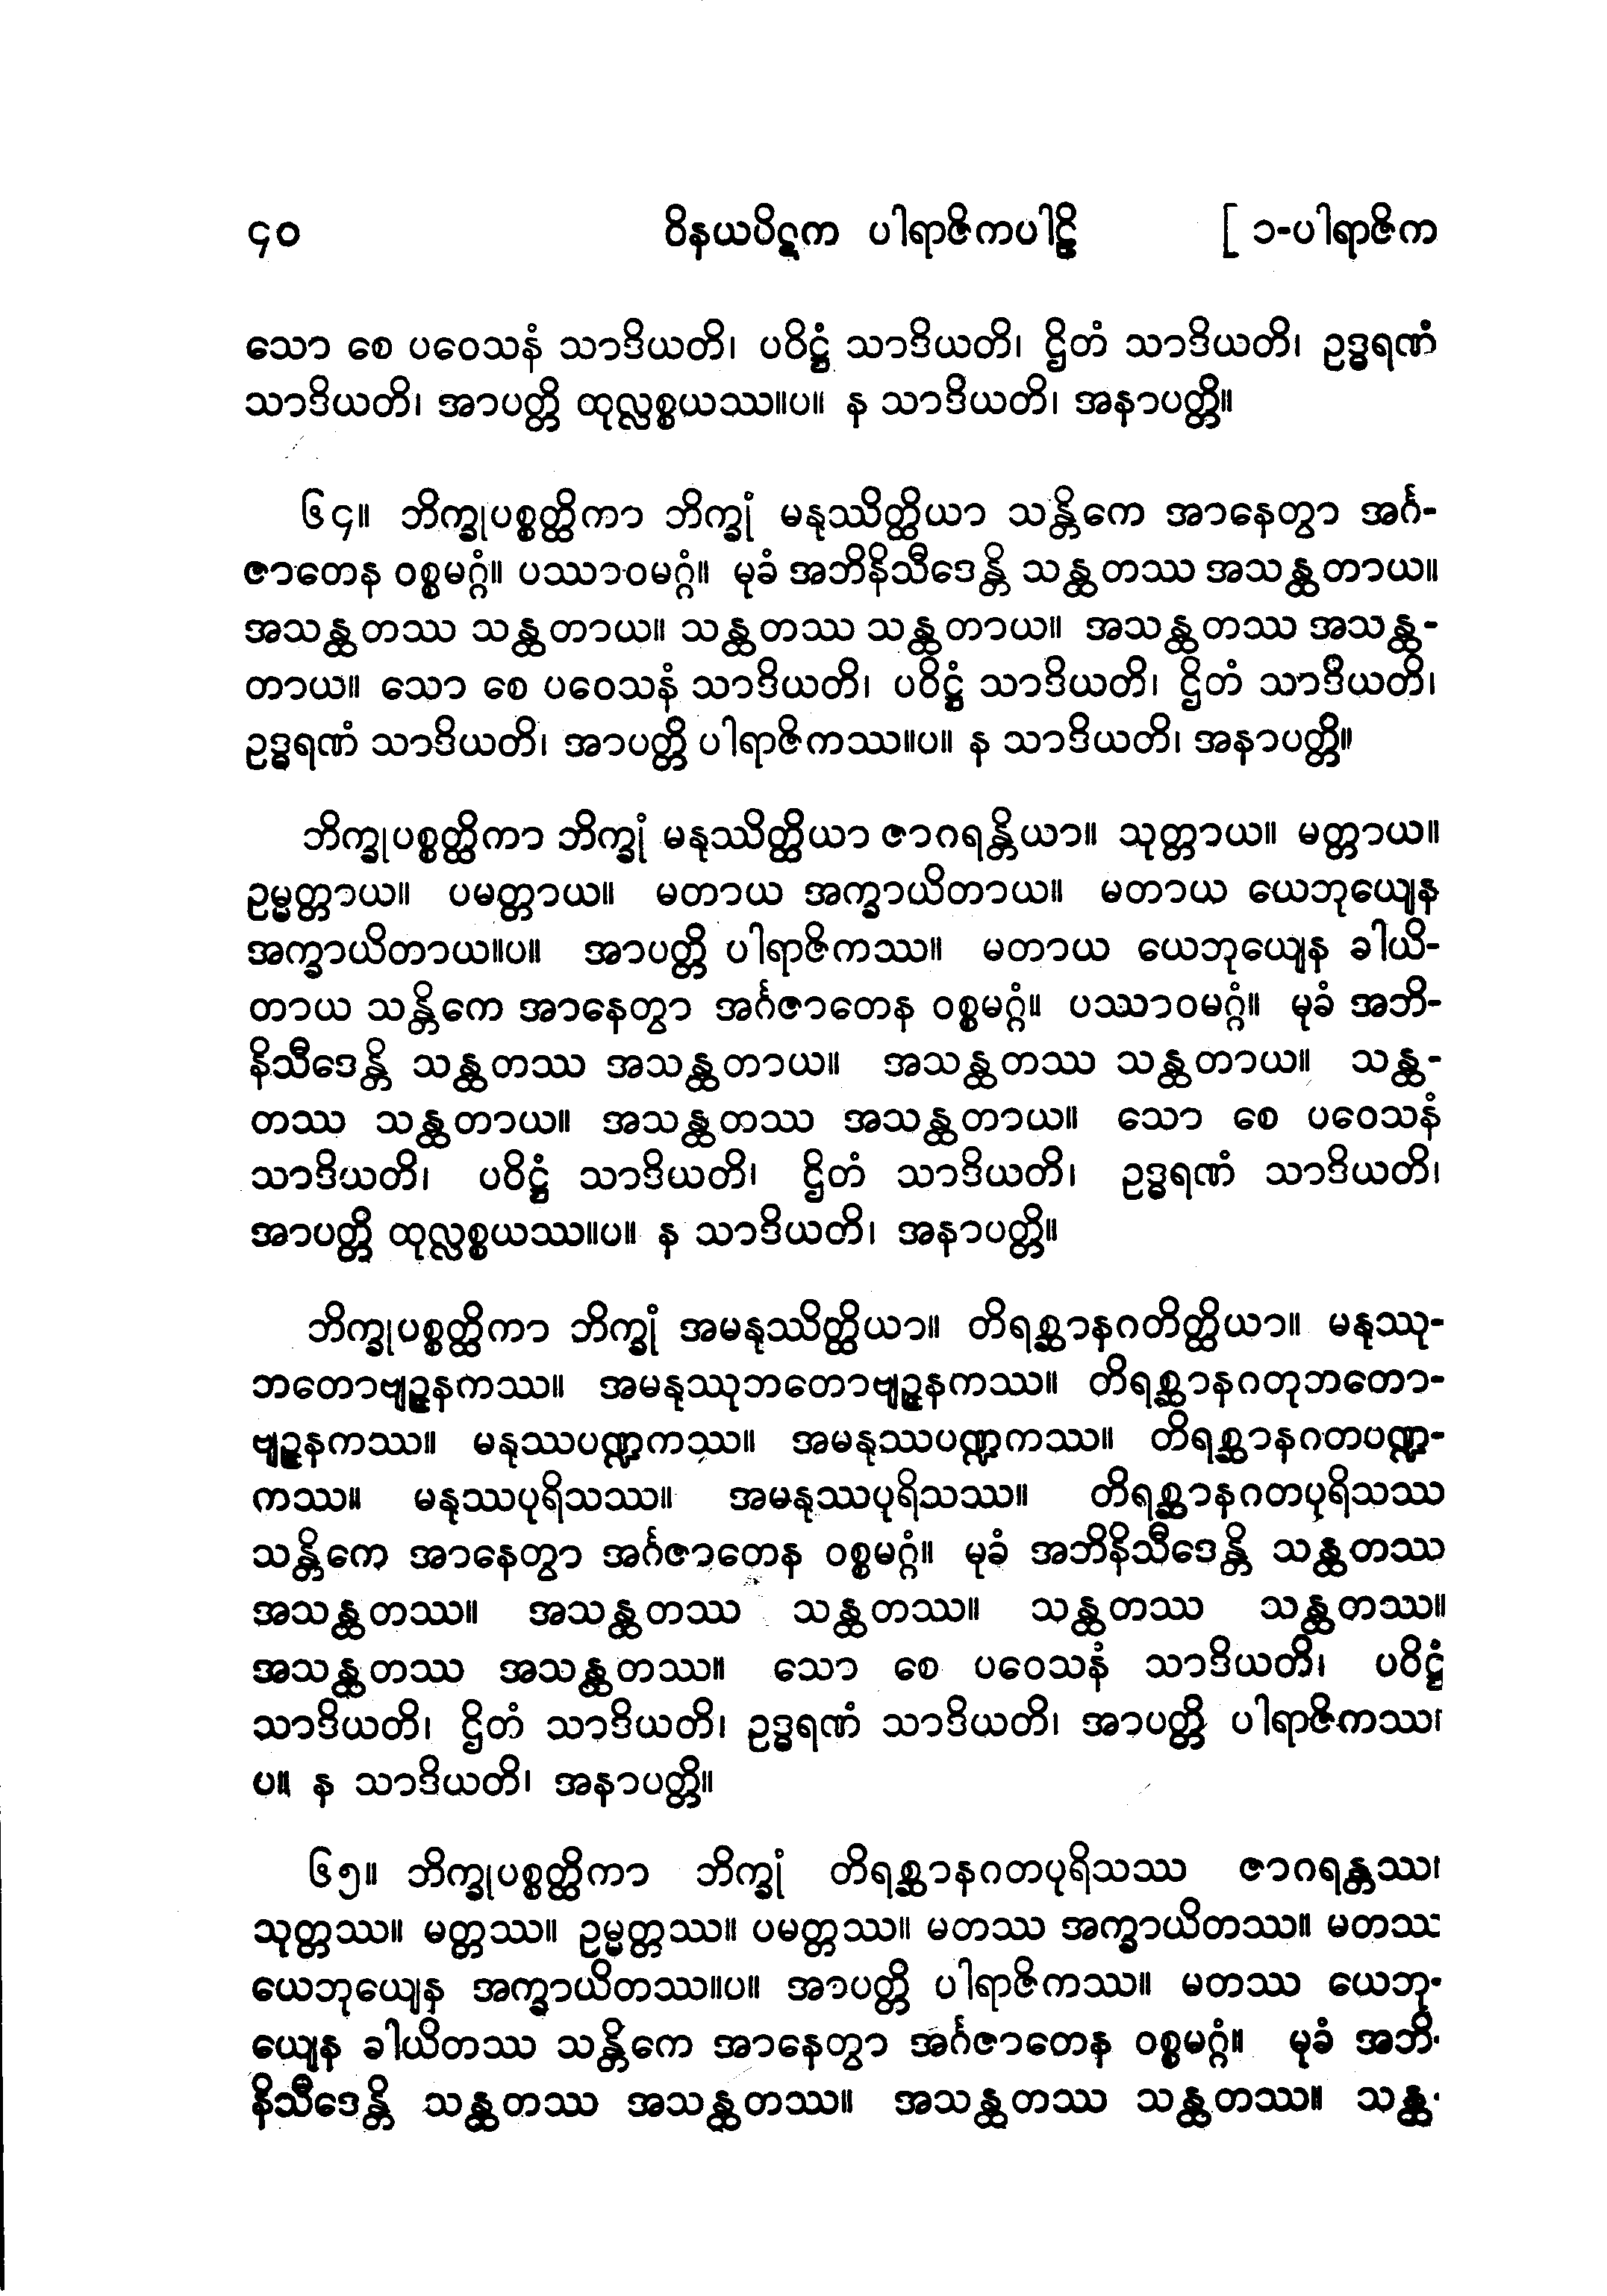 ၄၀ ဝိနယပိဋက ပါရာဇိကပါဠိ [ ၁-ပါရာဇိက
သော စေ ပဝေသနံ သာဒိယတိ၊ ပဝိဋ္ဌံ သာဒိယတိ၊ ဌိတံ သာဒိယတိ၊ ဥဒ္ဓရဏံ
သာဒိယတိ၊ အာပတ္တိ ထုလ္လစ္စယဿ။ပ။ န သာဒိယတိ၊ အနာပတ္တိ။
၆၄။ ဘိက္ခုပစ္စတ္ထိကာ ဘိက္ခုံ မနုဿိတ္ထိယာ သန္တိကေ အာနေတွာ အင်္ဂ-
ဇာတေန ဝစ္စမဂ္ဂံ။ ပဿာဝမဂ္ဂံ။ မုခံ အဘိနိသီဒေန္တိ သန္ထတဿ အသန္ထတာယ။
အသန္ထတဿ သန္ထတာယ။ သန္ထတဿ သန္ထတာယ။ အသန္ထတဿ အသန္ထ-
တာယ။ သော စေ ပဝေသနံ သာဒိယတိ၊ ပဝိဋ္ဌံ သာဒိယတိ၊ ဌိတံ သာဒိယတိ၊
ဥဒ္ဓရဏံ သာဒိယတိ၊ အာပတ္တိ ပါရာဇိကဿ။ပ။ န သာဒိယတိ၊ အနာပတ္တိ။
ဘိက္ခုပစ္စတ္ထိကာ ဘိက္ခုံ မနုဿိတ္ထိယာ ဇာဂရန္တိယာ။ သုတ္တာယ။ မတ္တာယ။
ဥမ္မတ္တာယ။ ပမတ္တာယ။ မတာယ အက္ခာယိတာယ။ မတာယ ယေဘုယျေန
အက္ခာယိတာယ။ပ။ အာပတ္တိ ပါရာဇိကဿ။ မတာယ ယေဘုယျေန ခါယိ-
တာယ သန္တိကေ အာနေတွာ အင်္ဂဇာတေန ဝစ္စမဂ္ဂံ။ ပဿာဝမဂ္ဂံ။ မုခံ အဘိ-
နိသီဒေန္တိ သန္ထတဿ အသန္ထတာယ။ အသန္ထတဿ သန္ထတာယ။ သန္ထ-
တဿ သန္ထတာယ။ အသန္ထတဿ အသန္ထတာယ။ သော စေ ပဝေသနံ
သာဒိယတိ၊ ပဝိဋ္ဌံ သာဒိယတိ၊ ဌိတံ သာဒိယတိ၊ ဥဒ္ဓရဏံ သာဒိယတိ၊
အာပတ္တိ ထုလ္လစ္စယဿ။ပ။ န သာဒိယတိ၊ အနာပတ္တိ။
ဘိက္ခုပစ္စတ္ထိကာ ဘိက္ခုံ အမနုဿိတ္ထိယာ။ တိရစ္ဆာနဂတိတ္ထိယာ။ မနုဿု-
ဘတောဗျဉ္ဇနကဿ။ အမနုဿုဘတောဗျဉ္ဇနကဿ။ တိရစ္ဆာနဂတုဘတော-
ဗျဉ္ဇနကဿ။ မနုဿပဏ္ဍကဿ။ အမနုဿပဏ္ဍကဿ။ တိရစ္ဆာနဂတပဏ္ဍ-
ကဿ။ မနုဿပုရိသဿ။ အမနုဿပုရိသဿ။ တိရစ္ဆာနဂတပုရိသဿ
သန္တိကေ အာနေတွာ အင်္ဂဇာတေန ဝစ္စမဂ္ဂံ။ မုခံ အဘိနိသီဒေန္တိ သန္ထတဿ
အသန္ထတဿ။ အသန္ထတဿ သန္ထတဿ။ သန္ထတဿ သန္ထတဿ။
အသန္ထတဿ အသန္ထတဿ။ သော စေ ပဝေသနံ သာဒိယတိ၊ ပဝိဋ္ဌံ
သာဒိယတိ၊ ဌိတံ သာဒိယတိ၊ ဥဒ္ဓရဏံ သာဒိယတိ၊ အာပတ္တိ ပါရာဇိကဿ၊
ပ။ န သာဒိယတိ၊ အနာပတ္တိ။
၆၅။ ဘိက္ခုပစ္စတ္ထိကာ ဘိက္ခုံ တိရစ္ဆာနဂတပုရိသဿ ဇာဂရန္တဿ၊
သုတ္တဿ။ မတ္တဿ။ ဥမ္မတ္တဿ။ ပမတ္တဿ။ မတဿ အက္ခာယိတဿ။ မတဿ
ယေဘုယျေန အက္ခာယိတဿ။ပ။ အာပတ္တိ ပါရာဇိကဿ။ မတဿ ယေဘု-
ယျေန ခါယိတဿ သန္တိကေ အာနေတွာ အင်္ဂဇာတေန ဝစ္စမဂ္ဂံ။ မုခံ အဘိ-
နိသီဒေန္တိ သန္ထတဿ အသန္ထတဿ။ အသန္ထတဿ သန္ထတဿ။ သန္ထ-